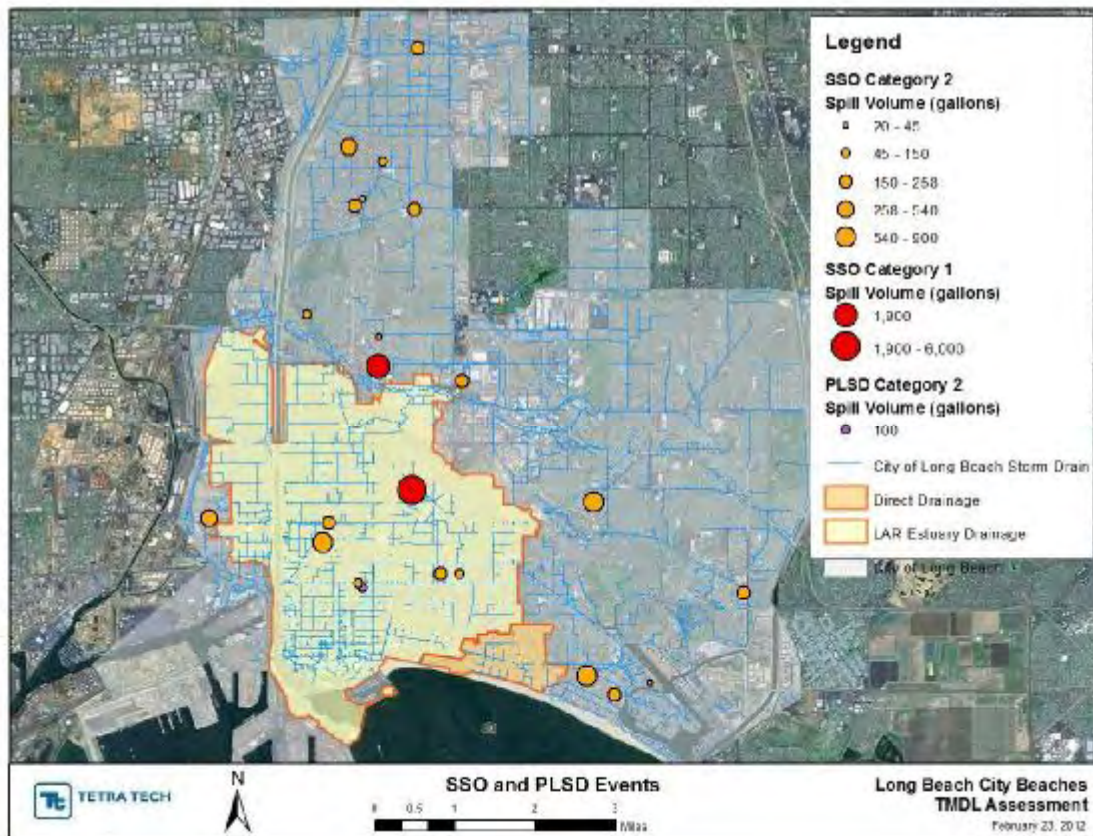 Legend
SSO Category 2
Spill Volume (gallons)
20 - 45
45 - 150
150 - 258
258 - 540
540 - 900
SSO Category 1
Spill Volume (gallons)
1,800
1,900 - 6,000
PLSD Category 2
Spill Volume (gallons)
100
City of Long Beach Storm Drain
Direct Drainage
LAR Estuary Drainage
City of Long Beach
TETRA TECH
N
SSO and PLSD Events
0 0.5 1 2 3
Miles
Long Beach City Beaches
TMDL Assessment
February 23, 2012